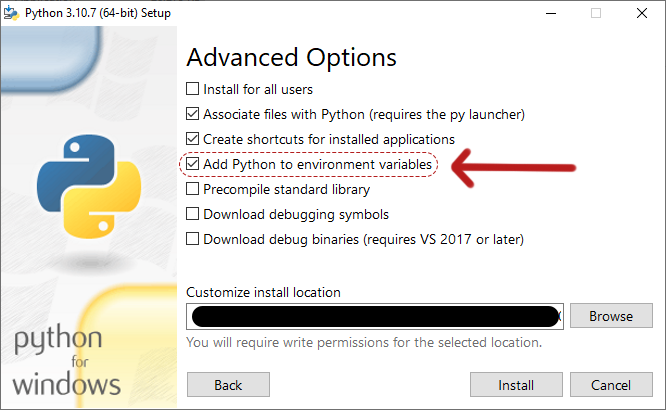 Python 3.10.7 (64-bit) Setup
Advanced Options
Install for all users
Associate files with Python (requires the py launcher)
Create shortcuts for installed applications
Add Python to environment variables
Precompile standard library
Download debugging symbols
Download debug binaries (requires VS 2017 or later)
Customize install location
Browse
You will require write permissions for the selected location.
python
for
windows
Back
Install
Cancel